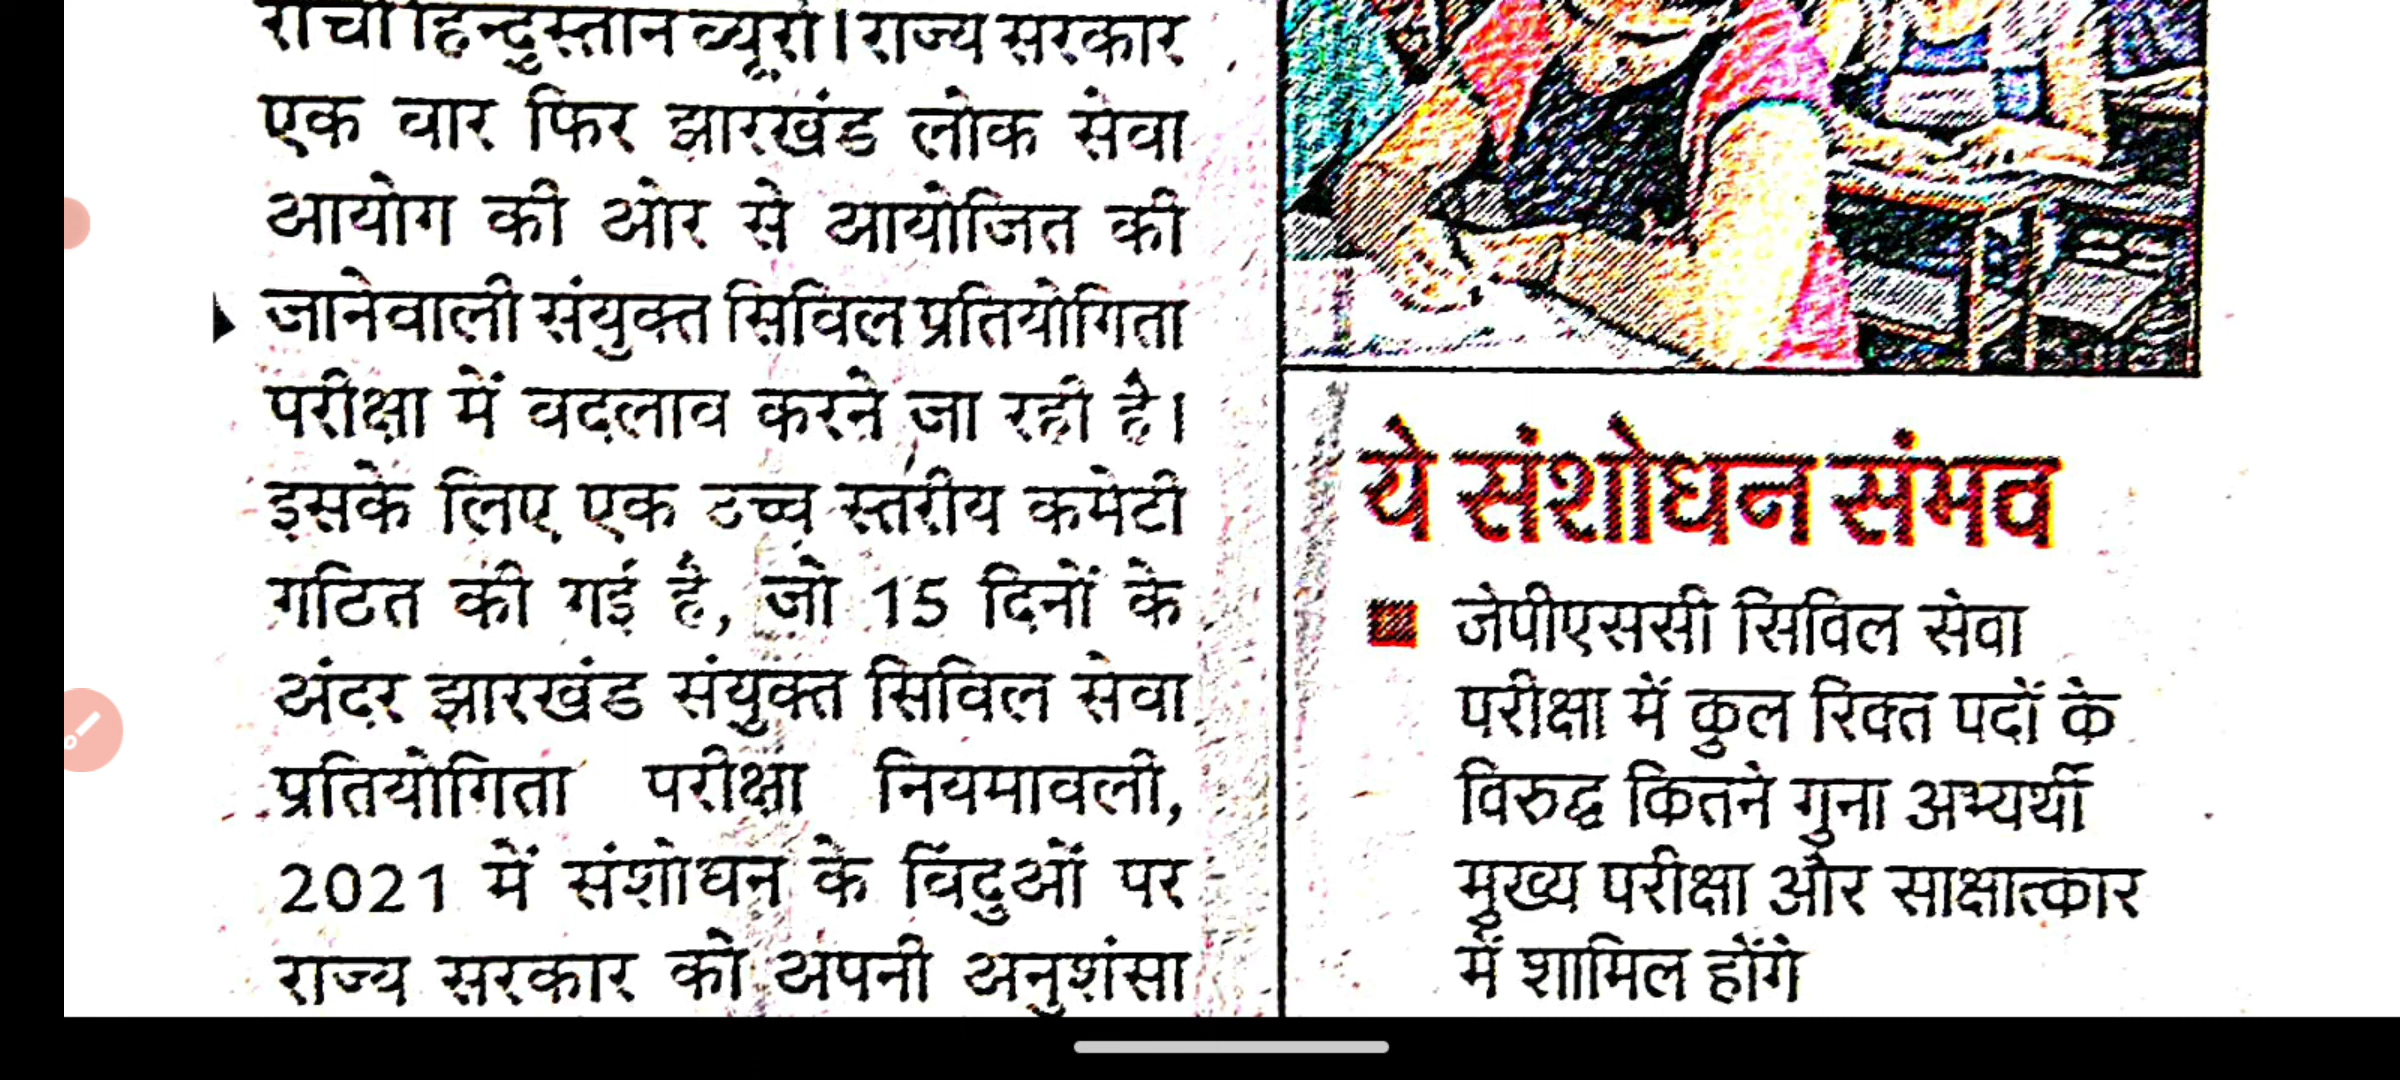 रांची। हिन्दुस्तान ब्यूरो। राज्य सरकार
एक बार फिर झारखंड लोक सेवा
आयोग की ओर से आयोजित की
जानेवाली संयुक्त सिविल प्रतियोगिता
परीक्षा में बदलाव करने जा रही है।
इसके लिए एक उच्च स्तरीय कमेटी
गठित की गई है, जो 15 दिनों के
अंदर झारखंड संयुक्त सिविल सेवा
प्रतियोगिता परीक्षा नियमावली,
2021 में संशोधन के बिंदुओं पर
राज्य सरकार को अपनी अनुशंसा
ये संशोधन संभव
जेपीएससी सिविल सेवा
परीक्षा में कुल रिक्त पदों के
विरुद्ध कितने गुना अभ्यर्थी
मुख्य परीक्षा और साक्षात्कार
में शामिल होंगे